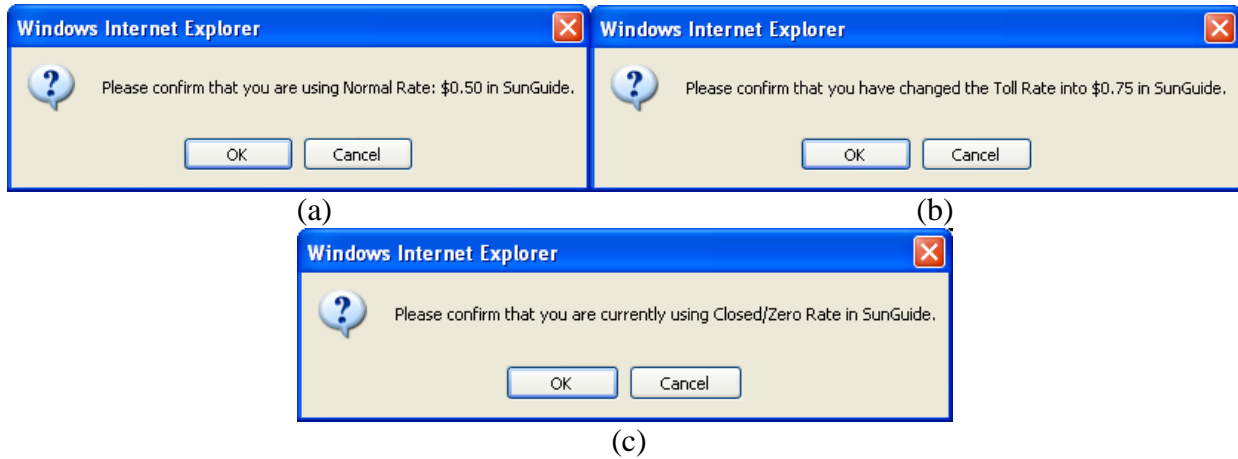 Windows Internet Explorer
Please confirm that you are using Normal Rate: $0.50 in SunGuide.
OK Cancel
(a)
Windows Internet Explorer
Please confirm that you have changed the Toll Rate into $0.75 in SunGuide.
OK Cancel
(b)
Windows Internet Explorer
Please confirm that you are currently using Closed/Zero Rate in SunGuide.
OK Cancel
(c)